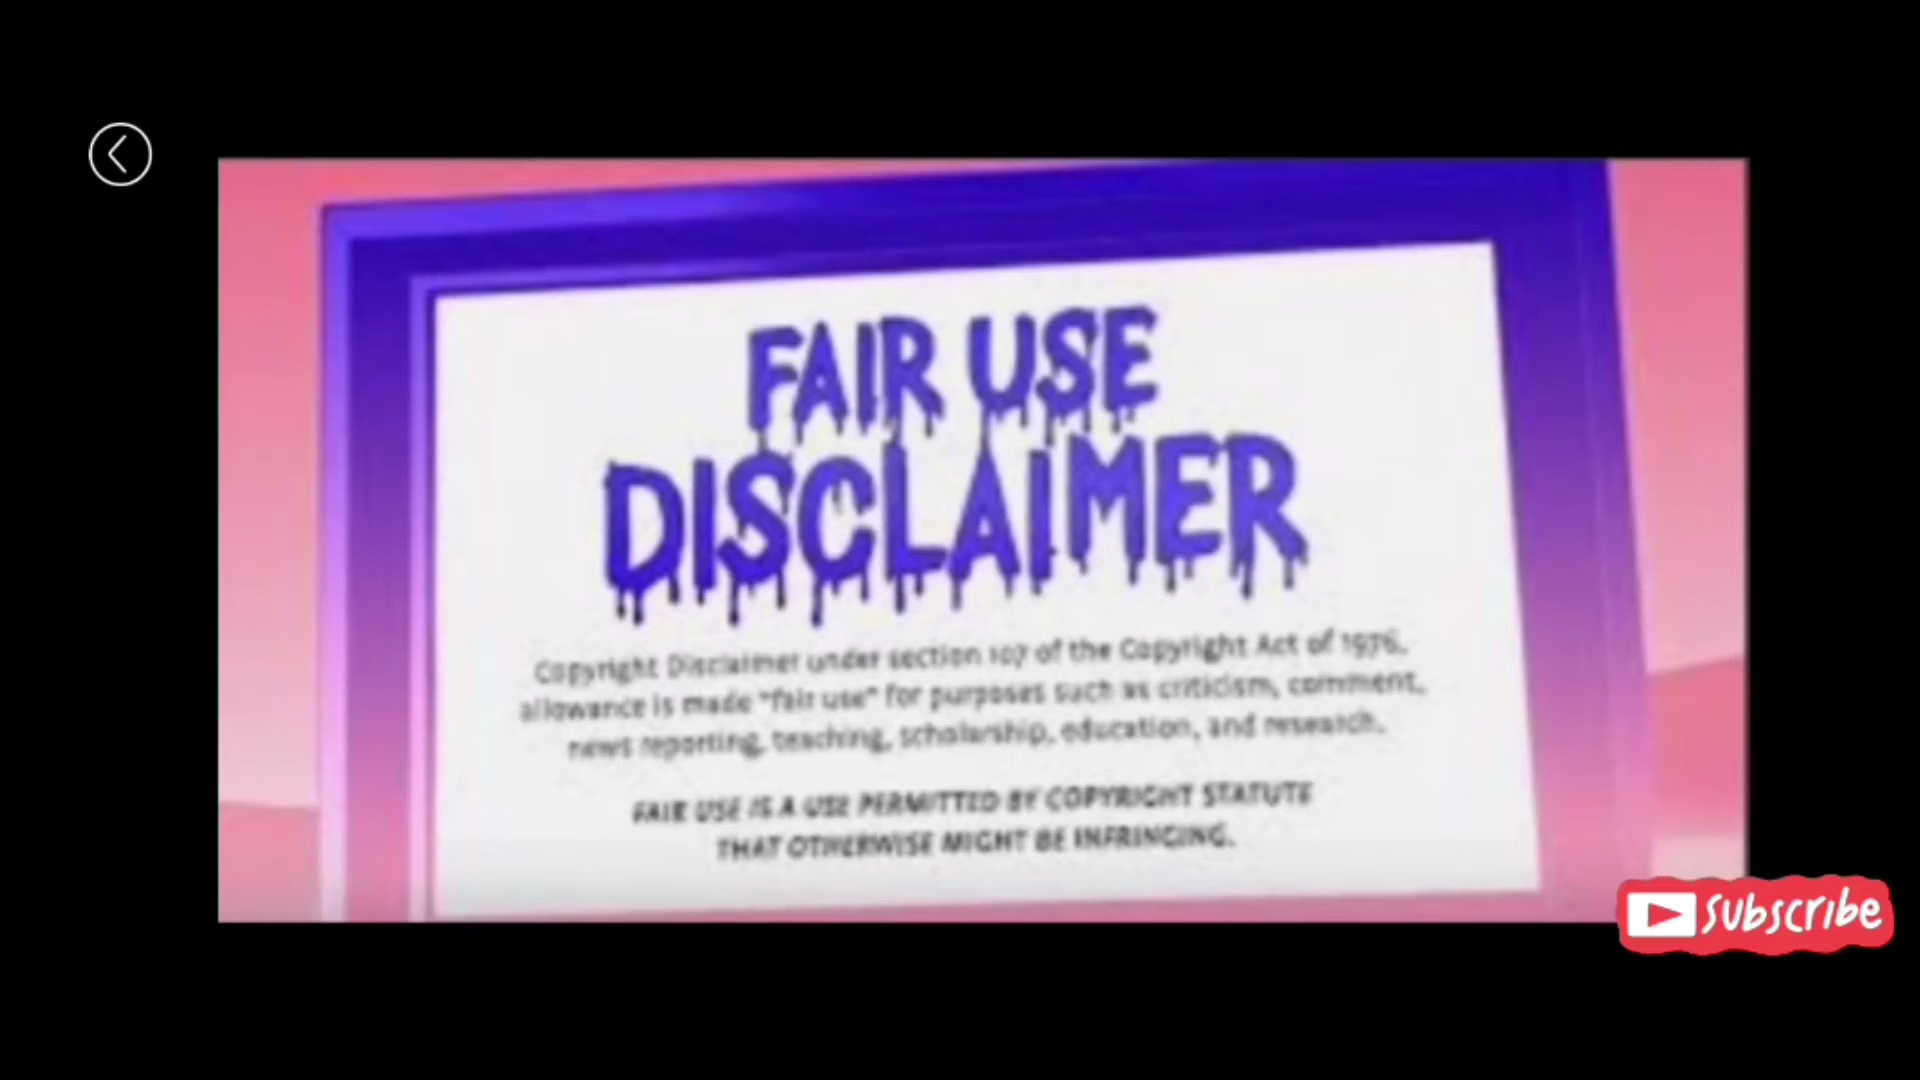 FAIR USE
DISCLAIMER
Copyright Disclaimer under section 107 of the Copyright Act of 1976,
allowance is made "fair use" for purposes such as criticism, comment,
news reporting, teaching, scholarship, education, and research.
FAIR USE IS A USE PERMITTED BY COPYRIGHT STATUTE
THAT OTHERWISE MIGHT BE INFRINGING.
Subscribe